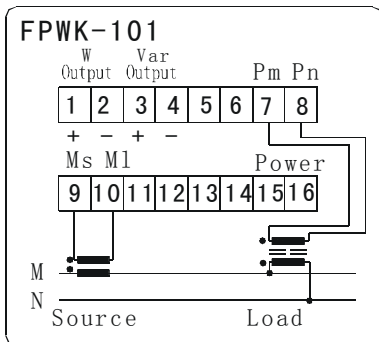 FPWK-101
W Var
Output Output Pm Pn
1 2 3 4 5 6 7 8
+ − + −
Ms Ml Power
9 10 11 12 13 14 15 16
M
N
Source Load